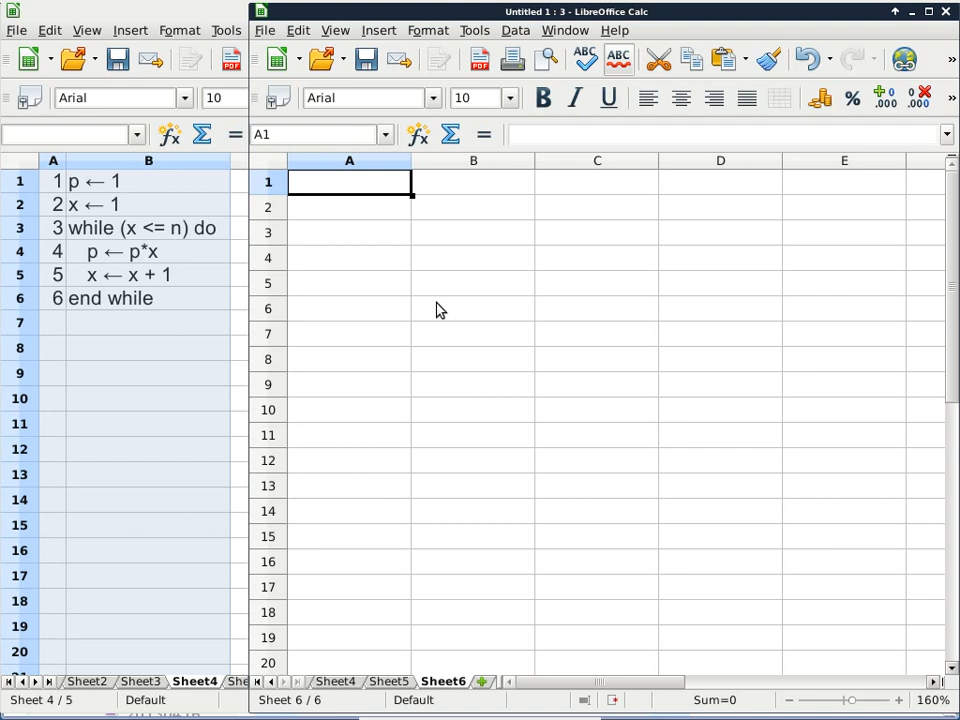 Untitled 1 : 3 - LibreOffice Calc
File Edit View Insert Format Tools
File Edit View Insert Format Tools Data Window Help
Arial 10
Arial 10
A1
A B
1 1 p ← 1
2 2 x ← 1
3 3 while (x <= n) do
4 4 p ← p*x
5 5 x ← x + 1
6 6 end while
7
8
9
10
11
12
13
14
15
16
17
18
19
20
A B C D E
1
2
3
4
5
6
7
8
9
10
11
12
13
14
15
16
17
18
19
20
Sheet2 Sheet3 Sheet4
Sheet4 Sheet5 Sheet6
Sheet 4 / 5 Default
Sheet 6 / 6 Default Sum=0 160%